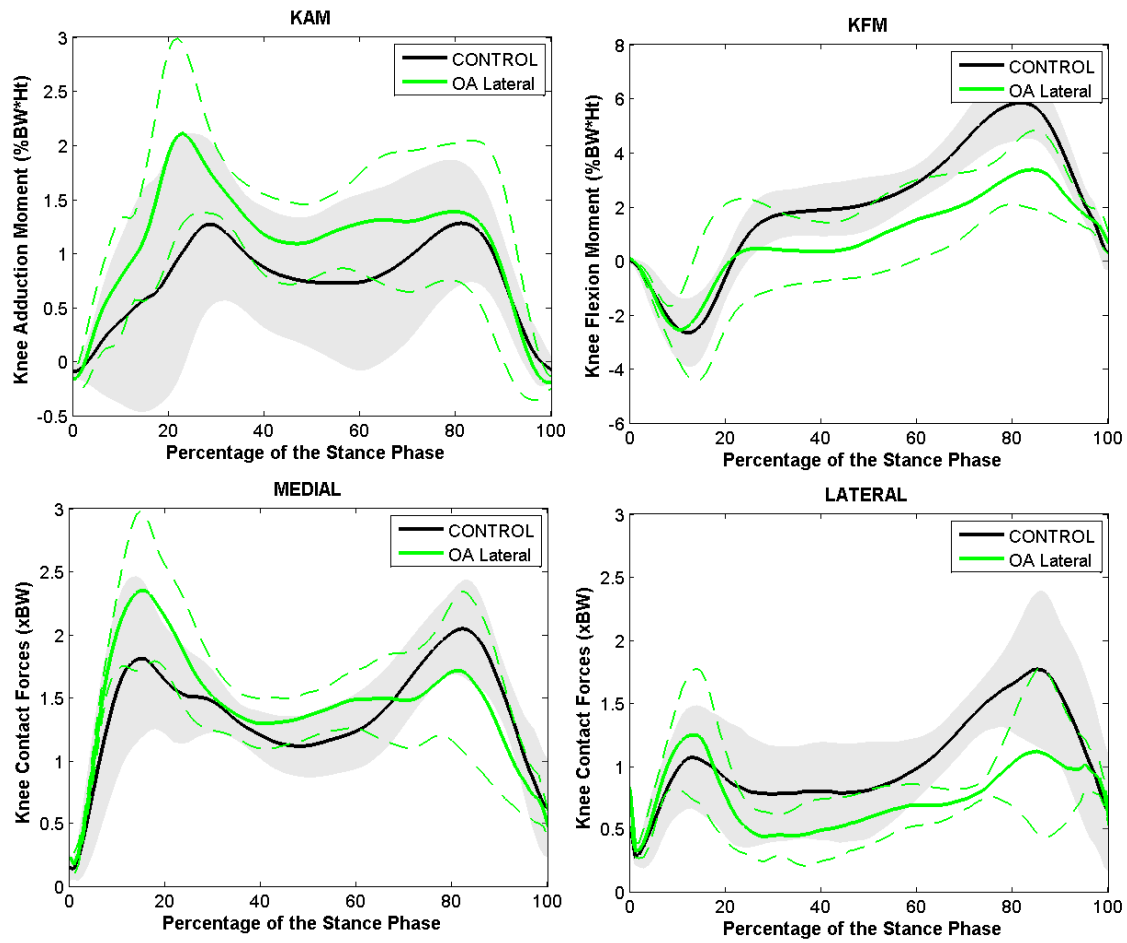 KAM
Knee Adduction Moment (%BW*Ht)
3
2.5
2
1.5
1
0.5
0
-0.5
CONTROL
OA Lateral
0 20 40 60 80 100
Percentage of the Stance Phase
KFM
Knee Flexion Moment (%BW*Ht)
8
6
4
2
0
-2
-4
-6
CONTROL
OA Lateral
0 20 40 60 80 100
Percentage of the Stance Phase
MEDIAL
Knee Contact Forces (xBW)
3
2.5
2
1.5
1
0.5
0
CONTROL
OA Lateral
0 20 40 60 80 100
Percentage of the Stance Phase
LATERAL
Knee Contact Forces (xBW)
3
2.5
2
1.5
1
0.5
0
CONTROL
OA Lateral
0 20 40 60 80 100
Percentage of the Stance Phase